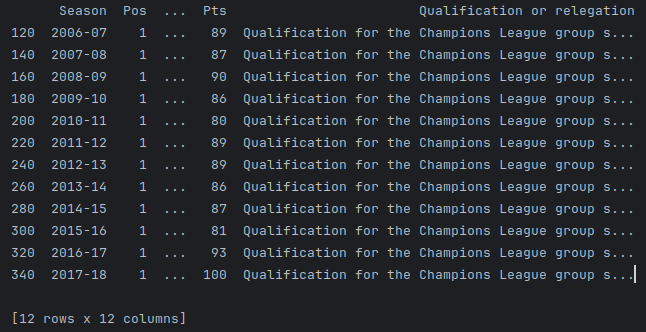 Season Pos ... Pts Qualification or relegation
120 2006-07 1 ... 89 Qualification for the Champions League group s...
140 2007-08 1 ... 87 Qualification for the Champions League group s...
160 2008-09 1 ... 90 Qualification for the Champions League group s...
180 2009-10 1 ... 86 Qualification for the Champions League group s...
200 2010-11 1 ... 80 Qualification for the Champions League group s...
220 2011-12 1 ... 89 Qualification for the Champions League group s...
240 2012-13 1 ... 89 Qualification for the Champions League group s...
260 2013-14 1 ... 86 Qualification for the Champions League group s...
280 2014-15 1 ... 87 Qualification for the Champions League group s...
300 2015-16 1 ... 81 Qualification for the Champions League group s...
320 2016-17 1 ... 93 Qualification for the Champions League group s...
340 2017-18 1 ... 100 Qualification for the Champions League group s...
[12 rows x 12 columns]